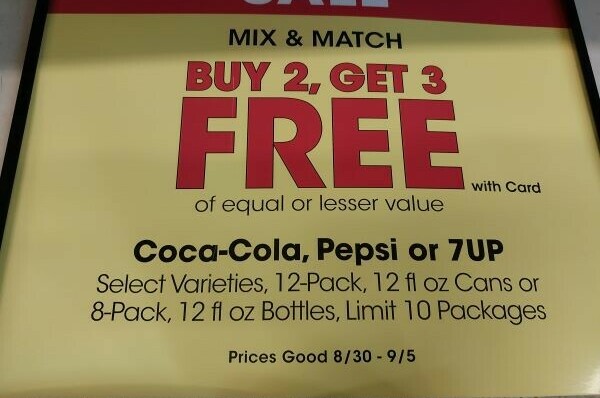 MIX & MATCH
BUY 2, GET 3
FREE
with Card
of equal or lesser value
Coca-Cola, Pepsi or 7UP
Select Varieties, 12-Pack, 12 fl oz Cans or
8-Pack, 12 fl oz Bottles, Limit 10 Packages
Prices Good 8/30 - 9/5